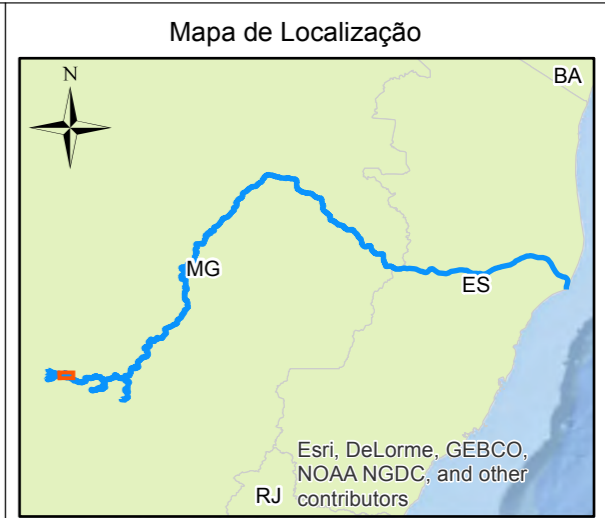 Mapa de Localização
N
BA
MG
ES
Esri, DeLorme, GEBCO,
NOAA NGDC, and other
RJ contributors